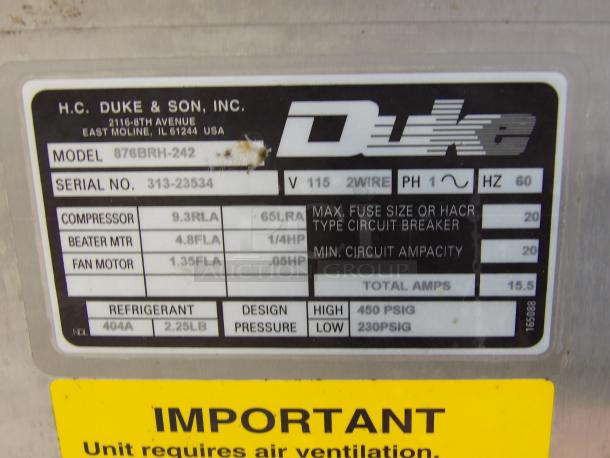 H.C. DUKE & SON, INC.
2116-8TH AVENUE
EAST MOLINE, IL 61244 USA
Duke
MODEL 876BRH-242
SERIAL NO. 313-23534 V 115 2WIRE PH 1 HZ 60
COMPRESSOR 9.3RLA 65LRA
BEATER MTR 4.8FLA 1/4HP
FAN MOTOR 1.35FLA .05HP
MAX. FUSE SIZE OR HACR
TYPE CIRCUIT BREAKER 20
MIN. CIRCUIT AMPACITY 20
TOTAL AMPS 15.5
REFRIGERANT
404A 2.25LB
DESIGN
PRESSURE
HIGH 450 PSIG
LOW 230PSIG
165088
AUCTION GROUP
IMPORTANT
Unit requires air ventilation.